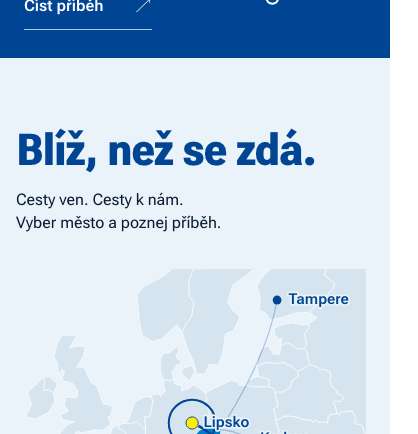 Číst příběh
Blíž, než se zdá.
Cesty ven. Cesty k nám.
Vyber město a poznej příběh.
Tampere
Lipsko